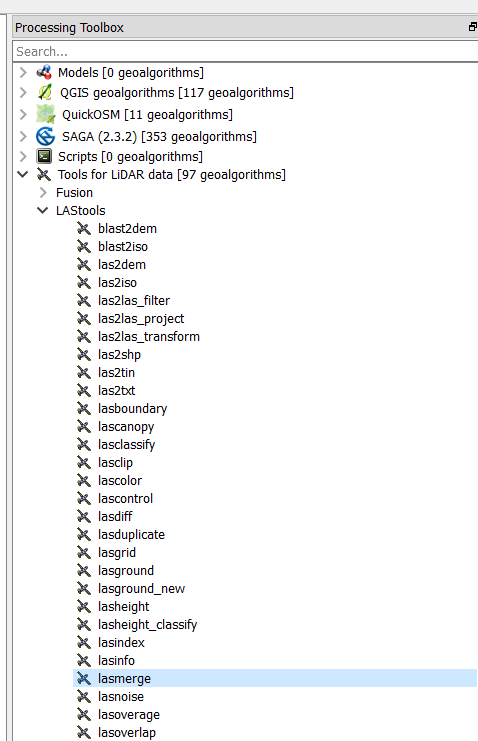 Processing Toolbox
Search...
Models [0 geoalgorithms]
QGIS geoalgorithms [117 geoalgorithms]
QuickOSM [11 geoalgorithms]
SAGA (2.3.2) [353 geoalgorithms]
Scripts [0 geoalgorithms]
Tools for LiDAR data [97 geoalgorithms]
Fusion
LAStools
blast2dem
blast2iso
las2dem
las2iso
las2las_filter
las2las_project
las2las_transform
las2shp
las2tin
las2txt
lasboundary
lascanopy
lasclassify
lasclip
lascolor
lascontrol
lasdiff
lasduplicate
lasgrid
lasground
lasground_new
lasheight
lasheight_classify
lasindex
lasinfo
lasmerge
lasnoise
lasoverage
lasoverlap